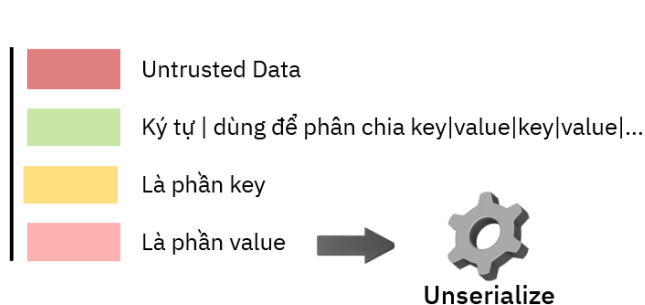 Untrusted Data
Ký tự | dùng để phân chia key|value|key|value|...
Là phần key
Là phần value
Unserialize